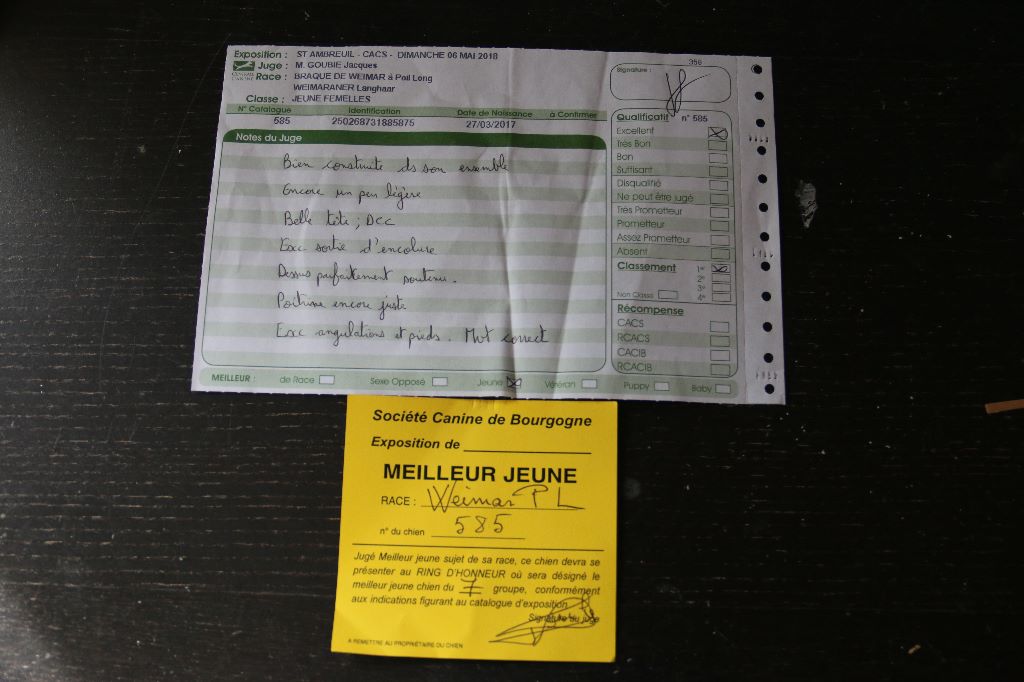 Exposition : ST AMBREUIL - CACS - DIMANCHE 06 MAI 2018
Juge : M. GOUBIE Jacques
Race : BRAQUE DE WEIMAR à Poil Long
WEIMARANER Langhaar
Classe : JEUNE FEMELLES
356
Signature :
N° Catalogue Identification Date de Naissance à Confirmer
585 250268731885875 27/03/2017
Notes du Juge
Bien construite ds son ensemble
Encore un peu légère
Belle tête ; DCC
Exc sortie d'encolure
Dessus parfaitement soutenu.
Poitrine encore juste
Exc angulations et pieds. Mvt correct
Qualificatif n° 585
Excellent
Très Bon
Bon
Suffisant
Disqualifié
Ne peut être jugé
Très Prometteur
Prometteur
Assez Prometteur
Absent
Classement 1er
2e
3e
Non Classé 4e
Récompense
CACS
RCACS
CACIB
RCACIB
MEILLEUR : de Race Sexe Opposé Jeune Vétéran Puppy Baby
Société Canine de Bourgogne
Exposition de
MEILLEUR JEUNE
RACE : Weimar P L
n° du chien 585
Jugé Meilleur jeune sujet de sa race, ce chien devra se
présenter au RING D'HONNEUR où sera désigné le
meilleur jeune chien du 7 groupe, conformément
aux indications figurant au catalogue d'exposition
Signature du juge
A REMETTRE AU PROPRIÉTAIRE DU CHIEN